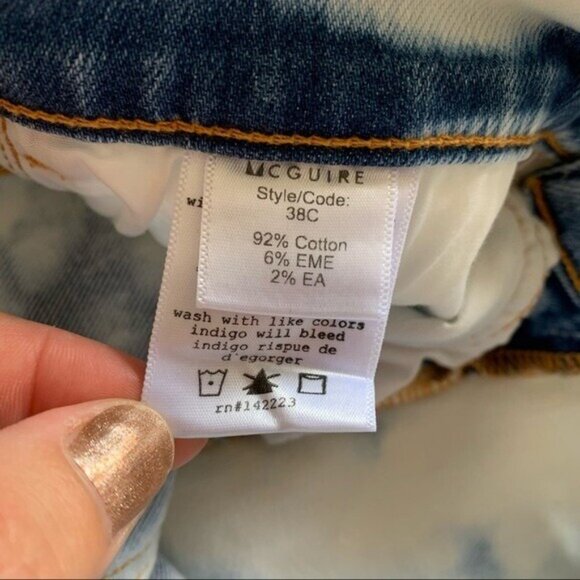 MCGUIRE
Style/Code:
38C
92% Cotton
6% EME
2% EA
wi
wash with like colors
indigo will bleed
indigo rispue de
d'egorger
rn#142223